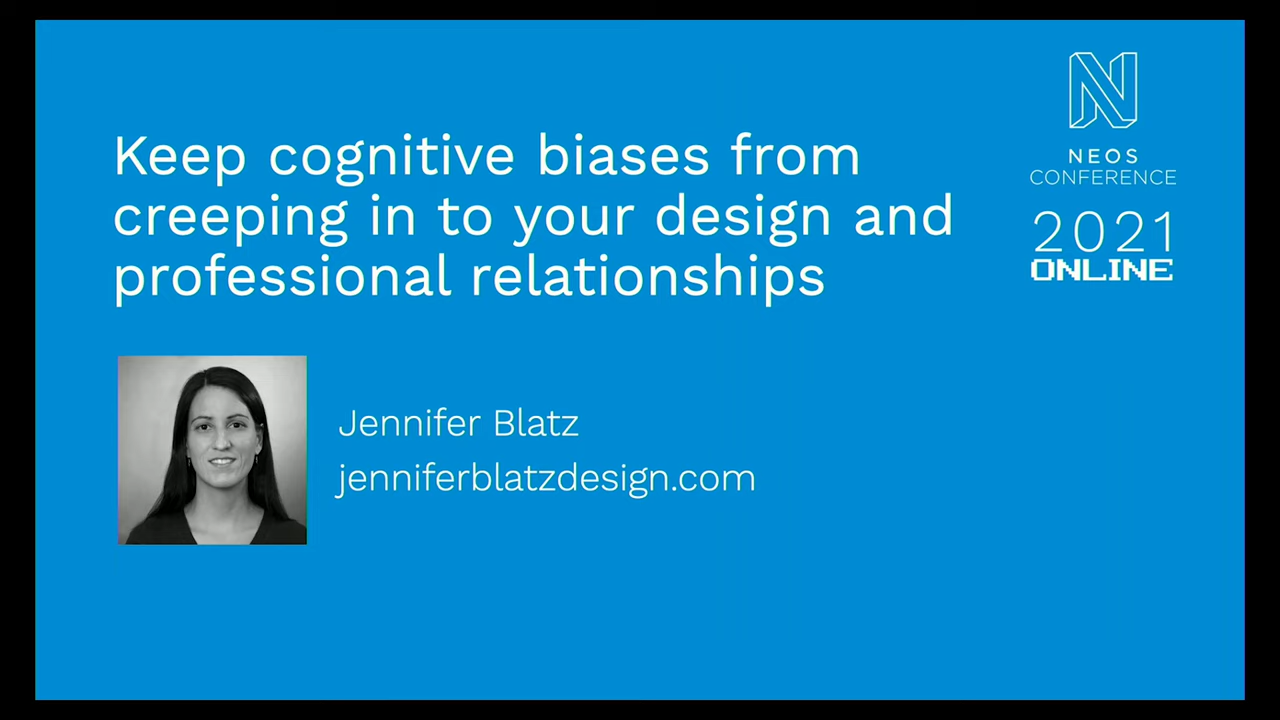 Keep cognitive biases from
creeping in to your design and
professional relationships
NEOS
CONFERENCE
2021
ONLINE
Jennifer Blatz
jenniferblatzdesign.com